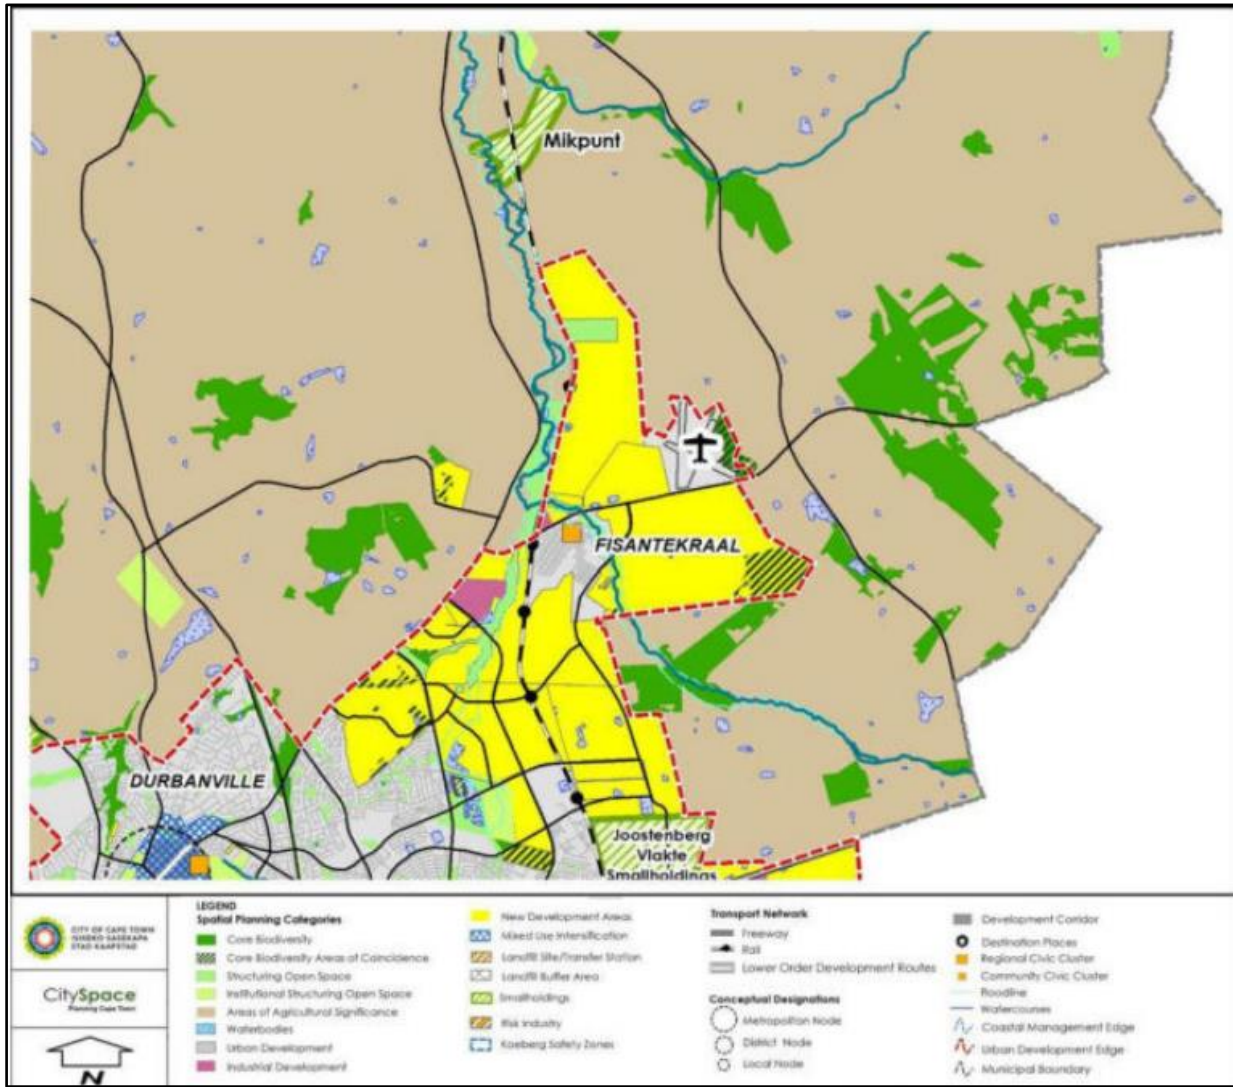 Mikpunt
FISANTEKRAAL
DURBANVILLE
Joostenberg
Vlakte
Smallholdings
CITY OF CAPE TOWN
ISIXEKO SASEKAPA
STAD KAAPSTAD
CitySpace
Planning Cape Town
N
LEGEND
Spatial Planning Categories
Core Biodiversity
Core Biodiversity Areas of Coincidence
Structuring Open Space
Institutional Structuring Open Space
Areas of Agricultural Significance
Waterbodies
Urban Development
Industrial Development
New Development Areas
Mixed Use Intensification
Landfill Site/Transfer Station
Landfill Buffer Area
Smallholdings
Risk Industry
Koeberg Safety Zones
Transport Network
Freeway
Rail
Lower Order Development Routes
Conceptual Designations
Metropolitan Node
District Node
Local Node
Development Corridor
Destination Places
Regional Civic Cluster
Community Civic Cluster
Floodline
Watercourses
Coastal Management Edge
Urban Development Edge
Municipal Boundary